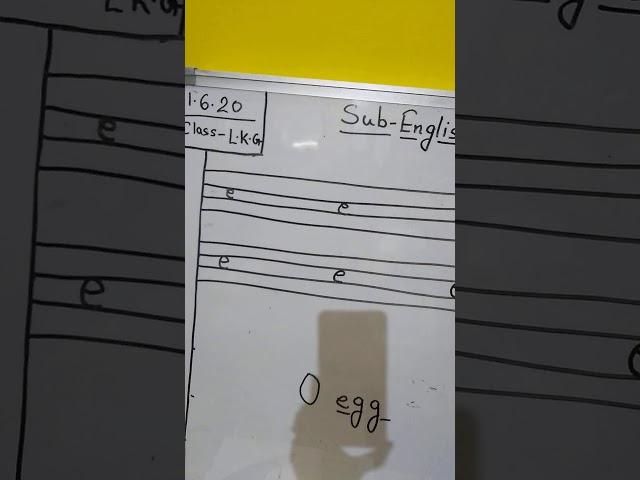 1.6.20
Class-L.K.G
Sub-Englis
e e
e e
egg